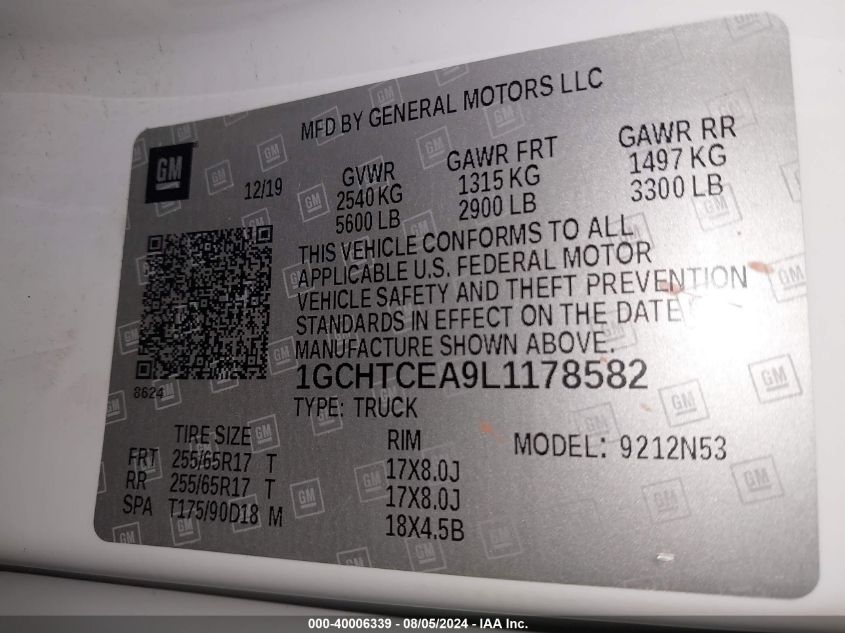 MFD BY GENERAL MOTORS LLC
GM
12/19
GVWR GAWR FRT GAWR RR
2540 KG 1315 KG 1497 KG
5600 LB 2900 LB 3300 LB
THIS VEHICLE CONFORMS TO ALL
APPLICABLE U.S. FEDERAL MOTOR
VEHICLE SAFETY AND THEFT PREVENTION
STANDARDS IN EFFECT ON THE DATE
MANUFACTURE SHOWN ABOVE.
8624
1GCHTCEA9L1178582
TYPE: TRUCK
TIRE SIZE RIM MODEL: 9212N53
FRT 255/65R17 T 17X8.0J
RR 255/65R17 T 17X8.0J
SPA T175/90D18 M 18X4.5B
000-40006339 - 08/05/2024 - IAAI Inc.